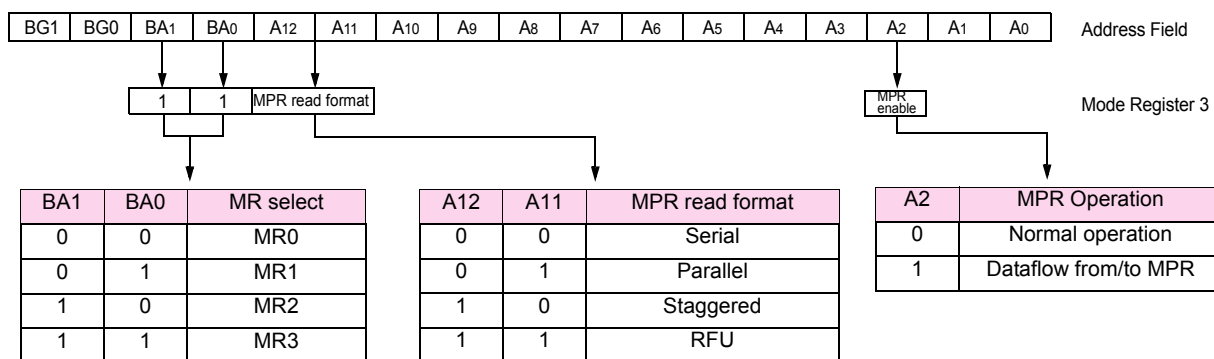 BG1 BG0 BA1 BA0 A12 A11 A10 A9 A8 A7 A6 A5 A4 A3 A2 A1 A0 Address Field
1 1 MPR read format MPR enable Mode Register 3
BA1 BA0 MR select
0 0 MR0
0 1 MR1
1 0 MR2
1 1 MR3
A12 A11 MPR read format
0 0 Serial
0 1 Parallel
1 0 Staggered
1 1 RFU
A2 MPR Operation
0 Normal operation
1 Dataflow from/to MPR